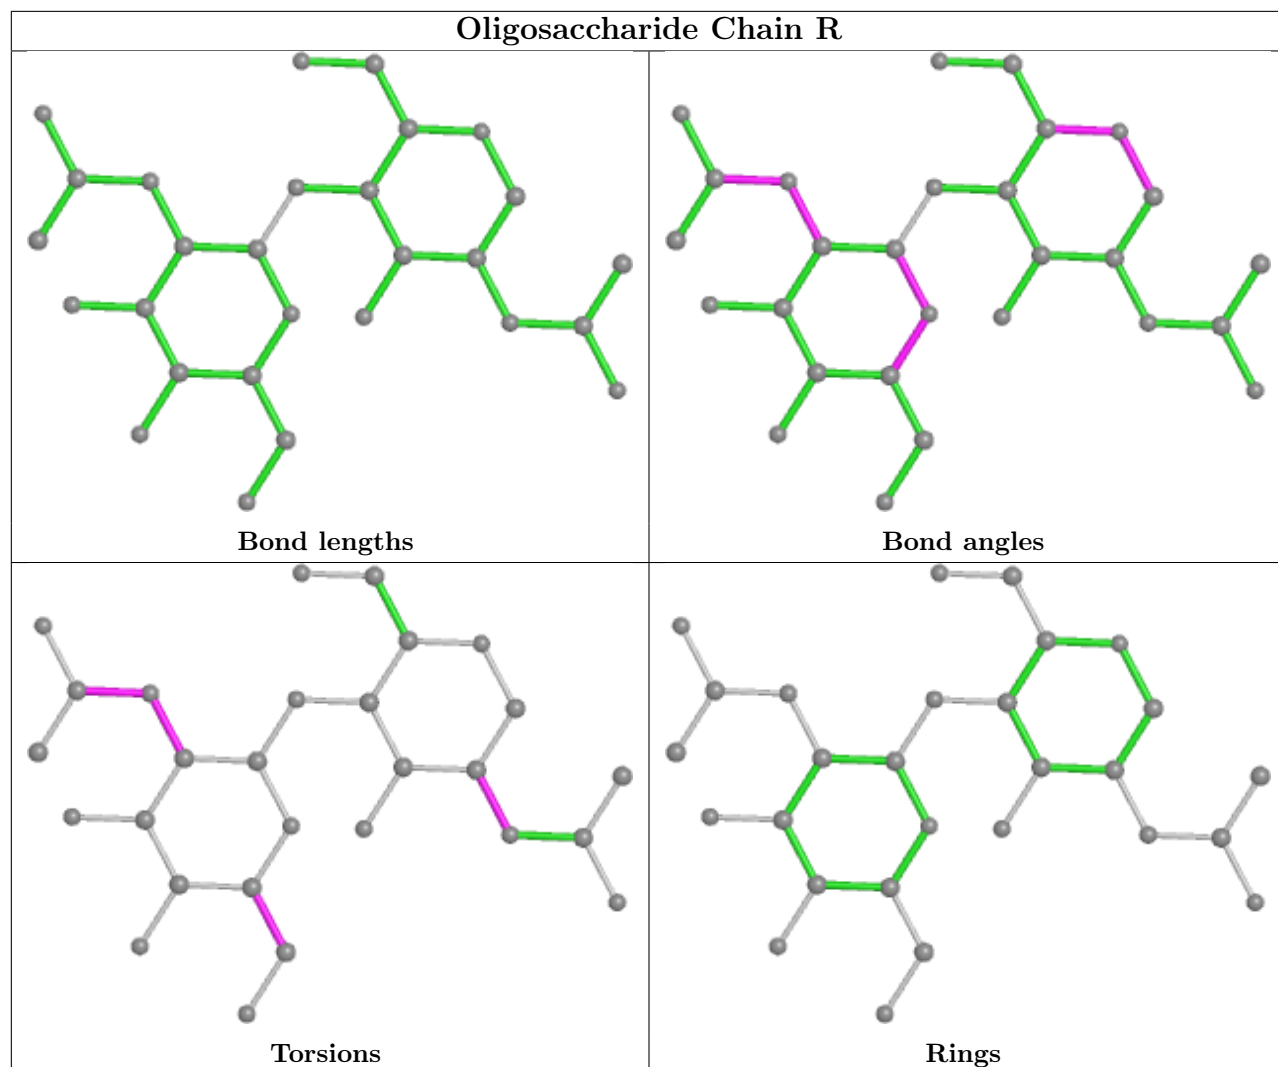 Oligosaccharide Chain R
Bond lengths
Bond angles
Torsions
Rings